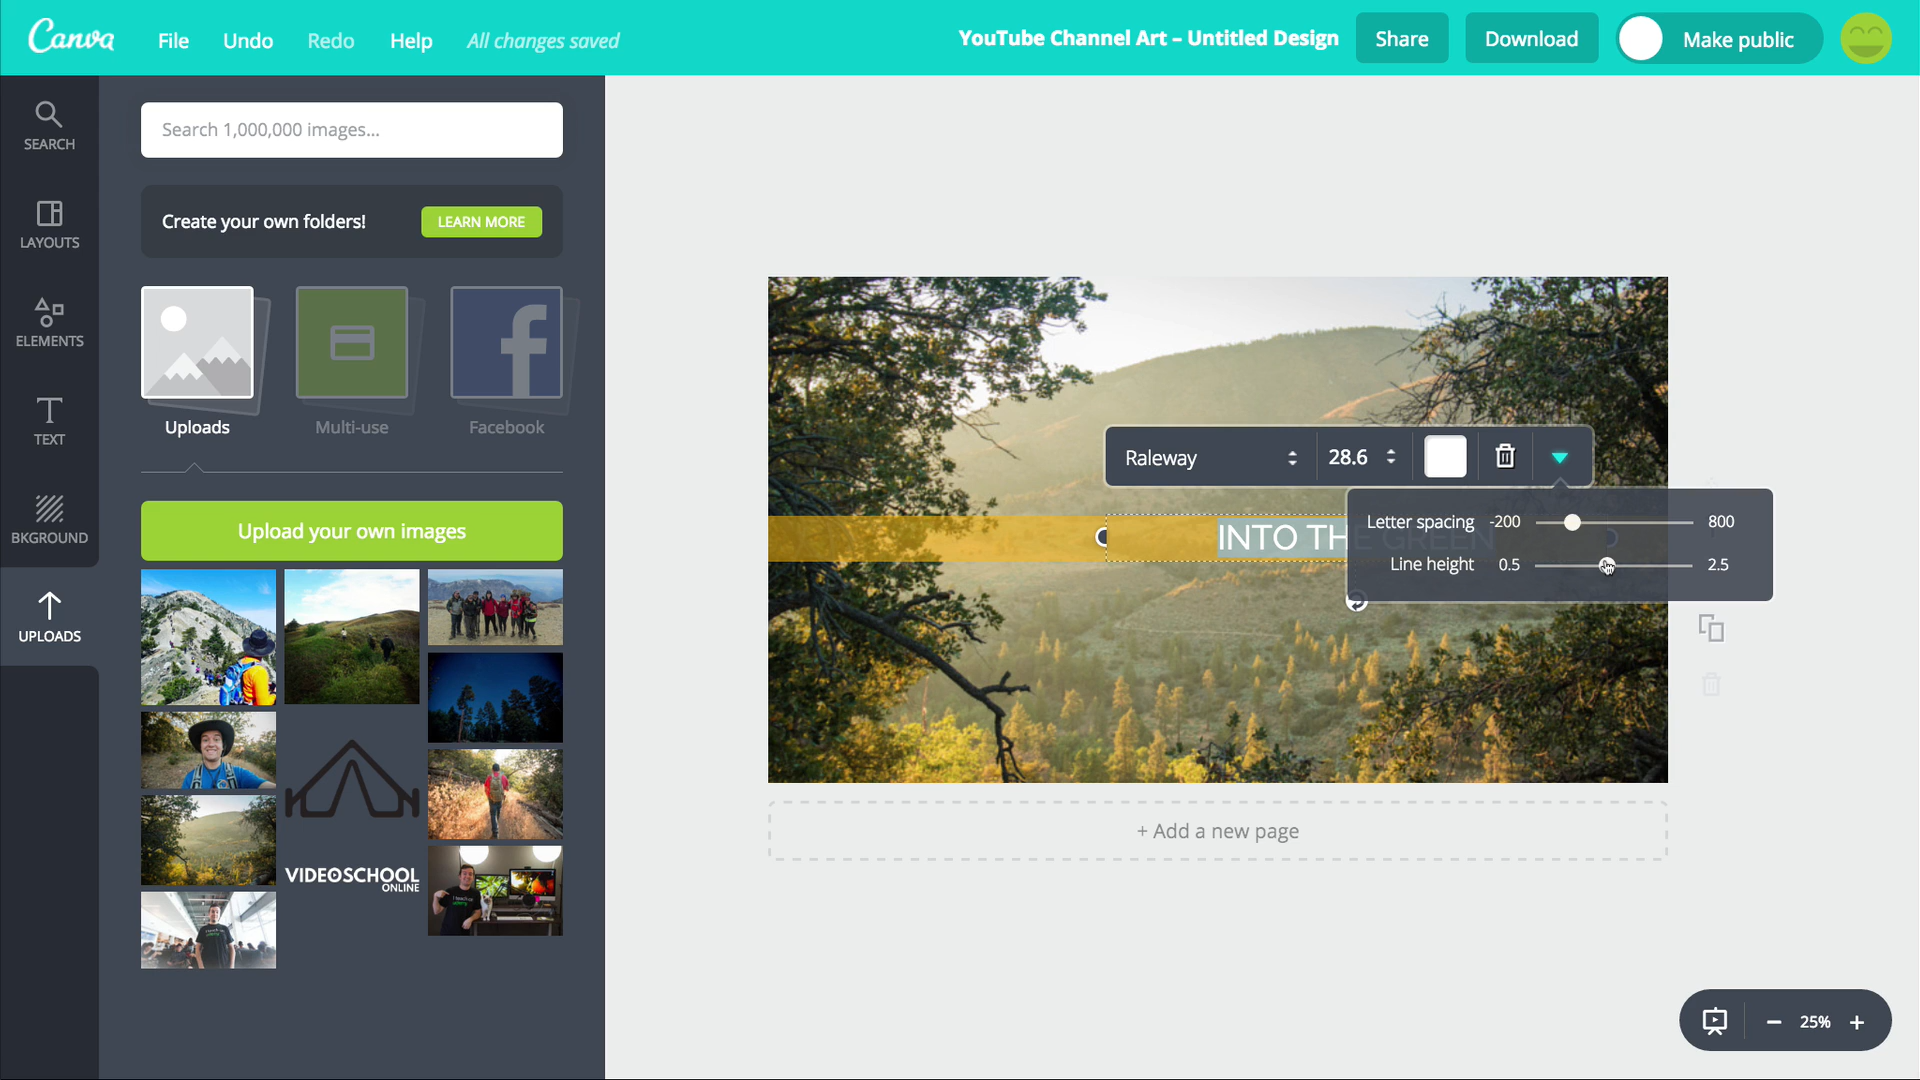 Canva
File
Undo
Redo
Help
All changes saved
YouTube Channel Art – Untitled Design
Share
Download
Make public
SEARCH
LAYOUTS
ELEMENTS
TEXT
BKGROUND
UPLOADS
Search 1,000,000 images...
Create your own folders!
LEARN MORE
Uploads
Multi-use
Facebook
Upload your own images
VIDEOSCHOOL
ONLINE
Raleway
28.6
INTO THE GREEN
Letter spacing -200 800
Line height 0.5 2.5
+ Add a new page
25%